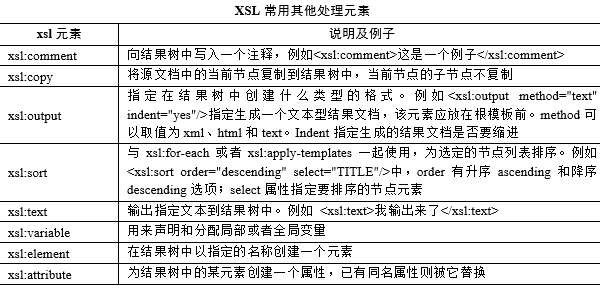 XSL 常用其他处理元素
xsl 元素
说明及例子
xsl:comment
向结果树中写入一个注释，例如<xsl:comment>这是一个例子</xsl:comment>
xsl:copy
将源文档中的当前节点复制到结果树中，当前节点的子节点不复制
xsl:output
指定在结果树中创建什么类型的格式。例如<xsl:output method="text"
indent="yes"/>指定生成一个文本型结果文档，该元素应放在根模板前。method 可
以取值为 xml、html 和 text。Indent 指定生成的结果文档是否要缩进
xsl:sort
与 xsl:for-each 或者 xsl:apply-templates 一起使用，为选定的节点列表排序。例如
<xsl:sort order="descending" select="TITLE"/>中，order 有升序 ascending 和降序
descending 选项；select 属性指定要排序的节点元素
xsl:text
输出指定文本到结果树中。例如 <xsl:text>我输出来了</xsl:text>
xsl:variable
用来声明和分配局部或者全局变量
xsl:element
在结果树中以指定的名称创建一个元素
xsl:attribute
为结果树中的某元素创建一个属性，已有同名属性则被它替换